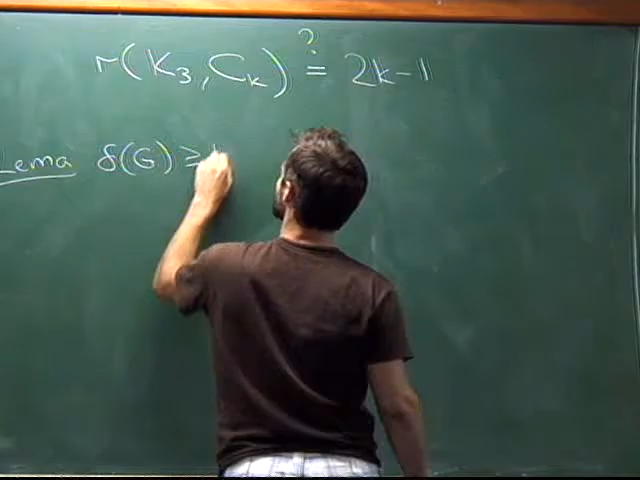 r(K₃, Cₖ) ≟ 2k-1
Lema δ(G) ≥